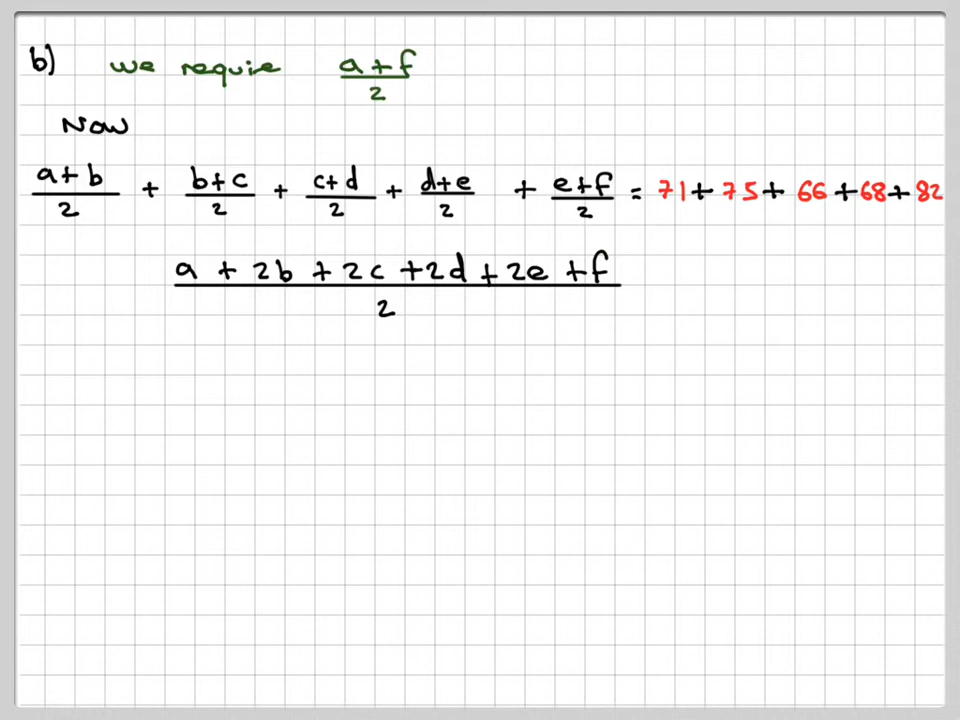 b) we require (a+f)/2
Now
(a+b)/2 + (b+c)/2 + (c+d)/2 + (d+e)/2 + (e+f)/2 = 71+ 75+ 66 +68+ 82
(a + 2b + 2c +2d + 2e +f)/2